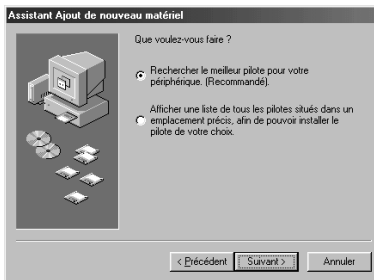 Assistant Ajout de nouveau matériel
Que voulez-vous faire ?
Rechercher le meilleur pilote pour votre
périphérique. (Recommandé).
Afficher une liste de tous les pilotes situés dans un
emplacement précis, afin de pouvoir installer le
pilote de votre choix.
< Précédent Suivant > Annuler